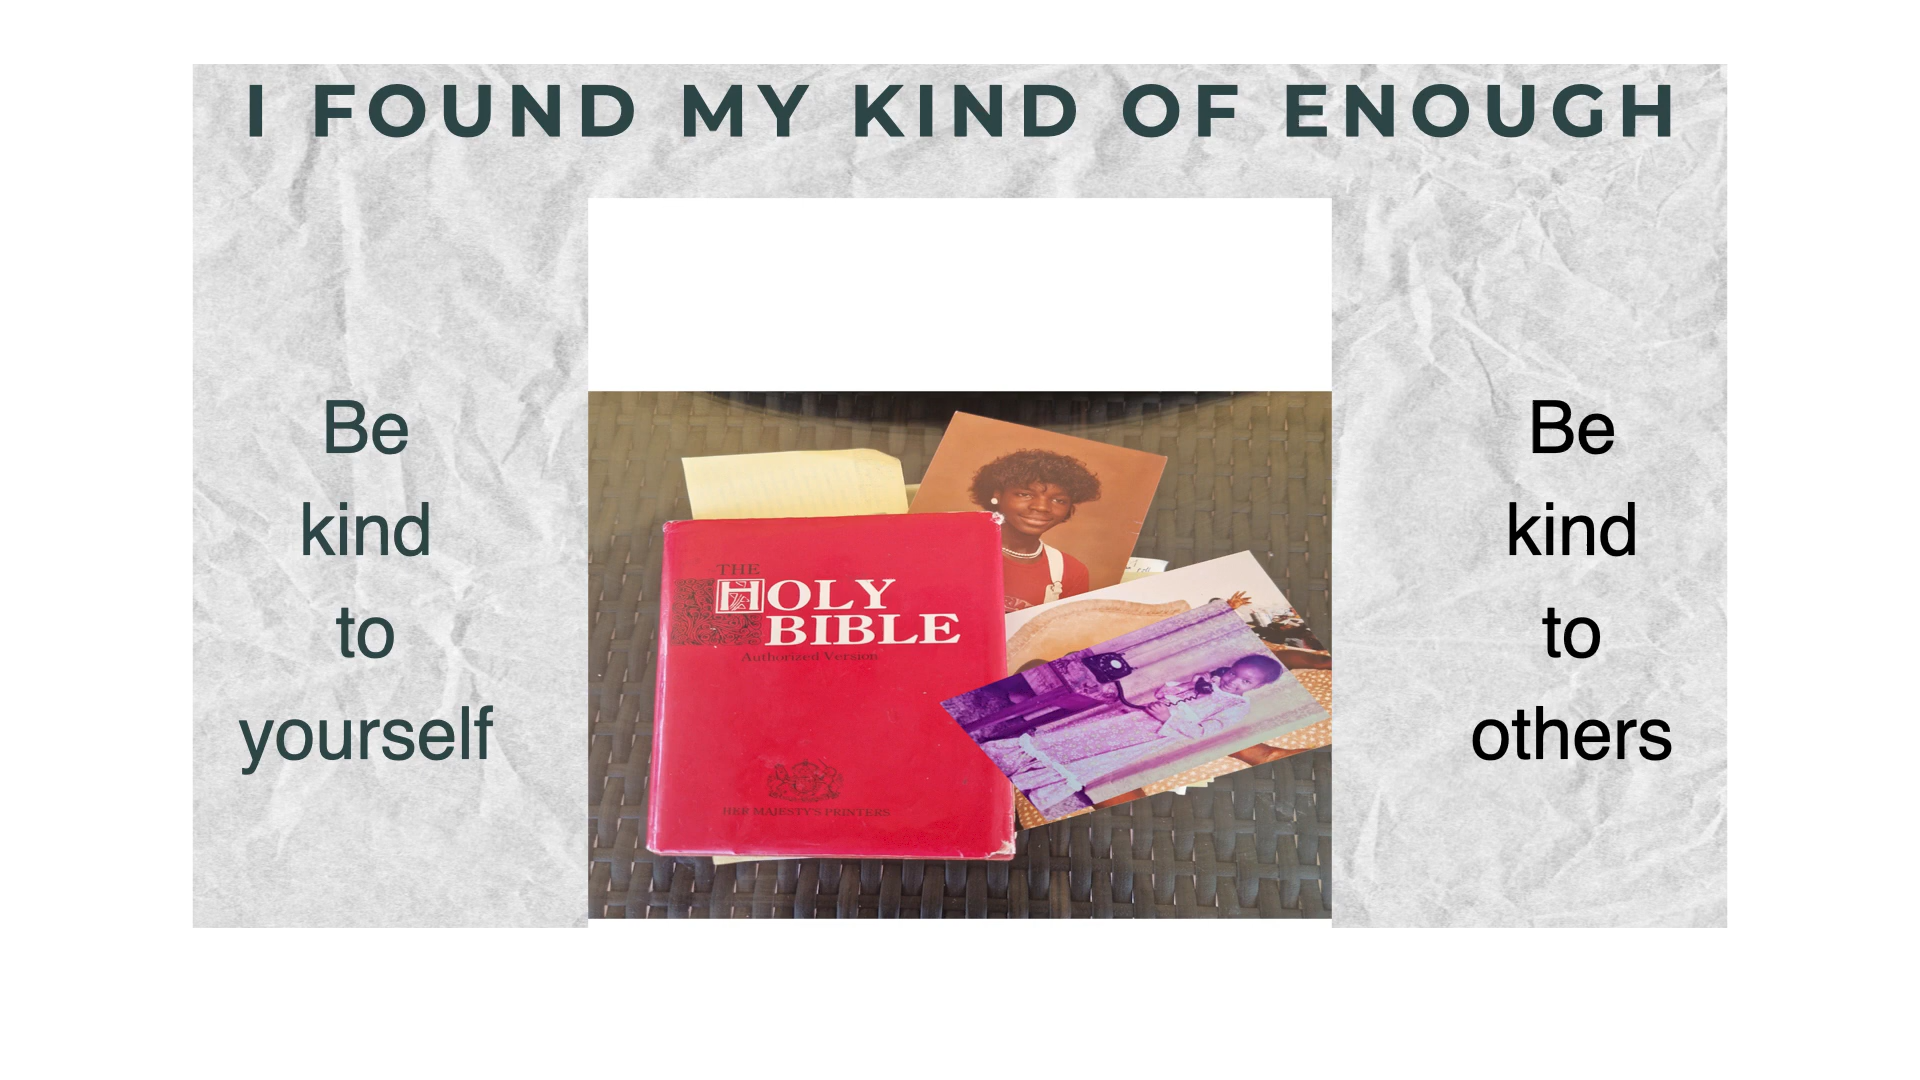 I FOUND MY KIND OF ENOUGH
Be
kind
to
yourself
THE
HOLY
BIBLE
Authorized Version
HER MAJESTY'S PRINTERS
Be
kind
to
others